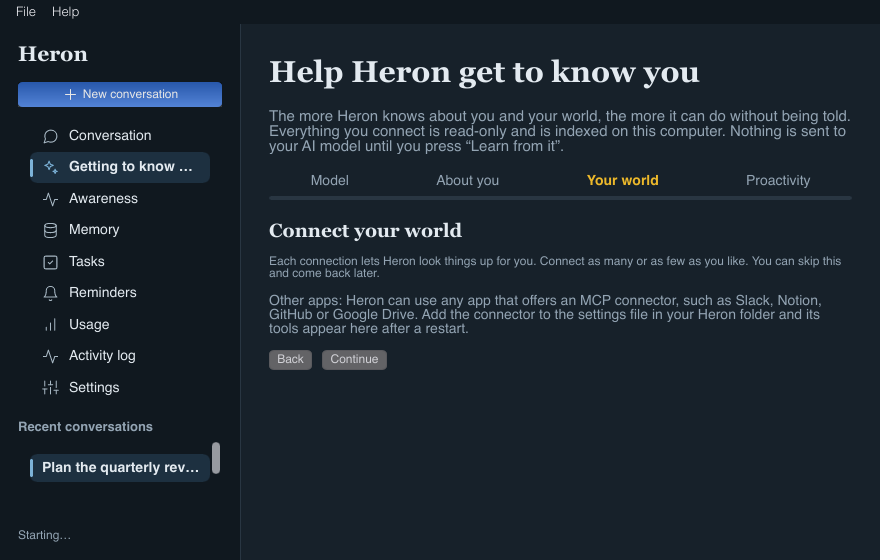 File Help
Heron
New conversation
Conversation
Getting to know ...
Awareness
Memory
Tasks
Reminders
Usage
Activity log
Settings
Recent conversations
Plan the quarterly rev...
Starting...
Help Heron get to know you
The more Heron knows about you and your world, the more it can do without being told.
Everything you connect is read-only and is indexed on this computer. Nothing is sent to
your AI model until you press “Learn from it”.
Model About you Your world Proactivity
Connect your world
Each connection lets Heron look things up for you. Connect as many or as few as you like. You can skip this
and come back later.
Other apps: Heron can use any app that offers an MCP connector, such as Slack, Notion,
GitHub or Google Drive. Add the connector to the settings file in your Heron folder and its
tools appear here after a restart.
Back Continue